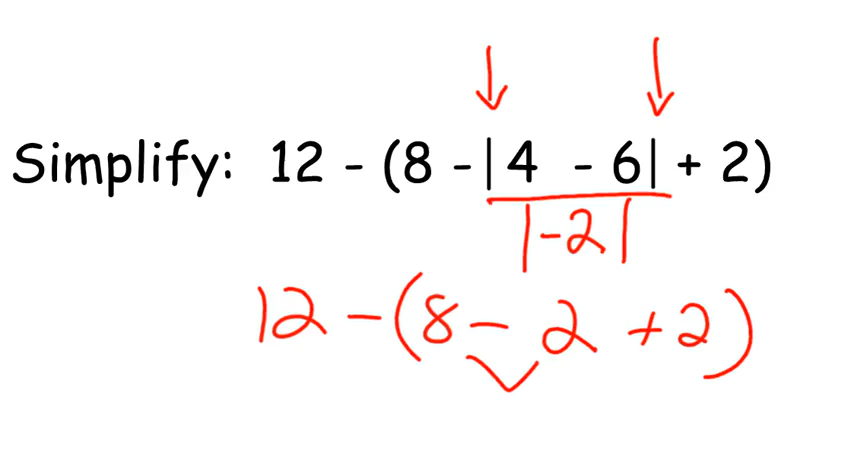 Simplify: 12 - (8 - |4 - 6| + 2)
|-2|
12 - (8 - 2 + 2)